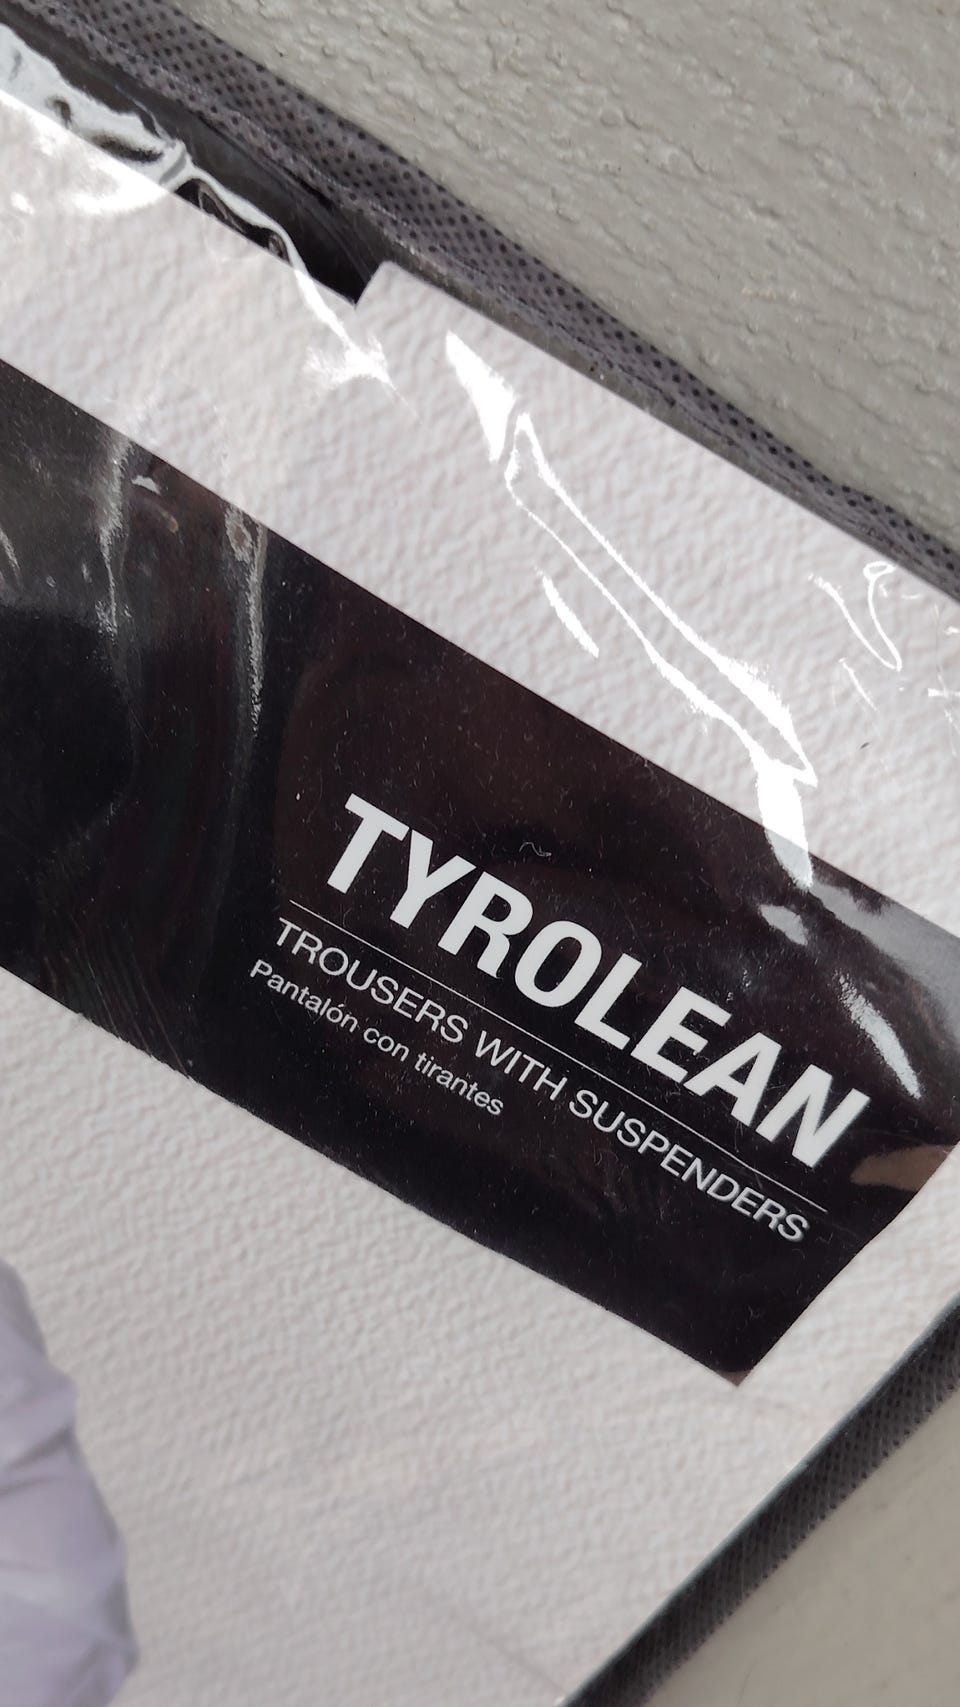 TYROLEAN
TROUSERS WITH SUSPENDERS
Pantalón con tirantes